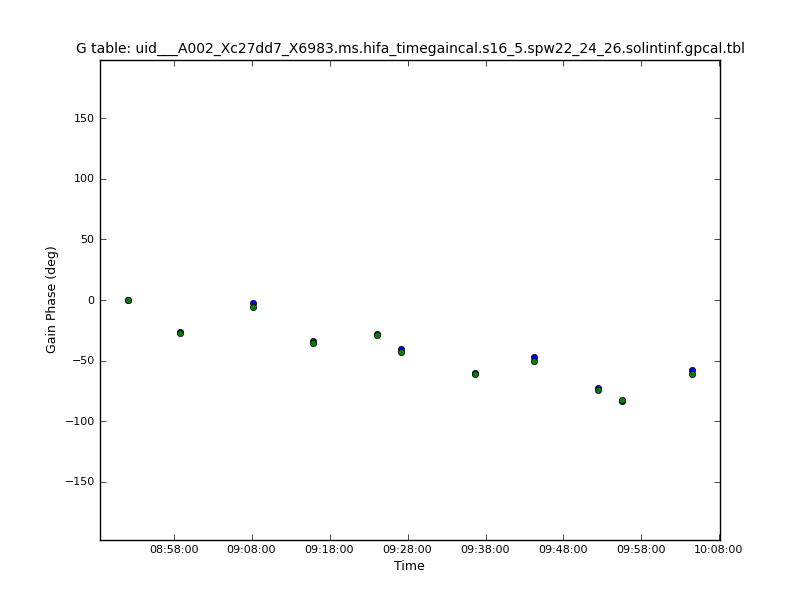 G table: uid___A002_Xc27dd7_X6983.ms.hifa_timegaincal.s16_5.spw22_24_26.solintinf.gpcal.tbl
150
100
50
0
−50
−100
−150
Gain Phase (deg)
08:58:00 09:08:00 09:18:00 09:28:00 09:38:00 09:48:00 09:58:00 10:08:00
Time